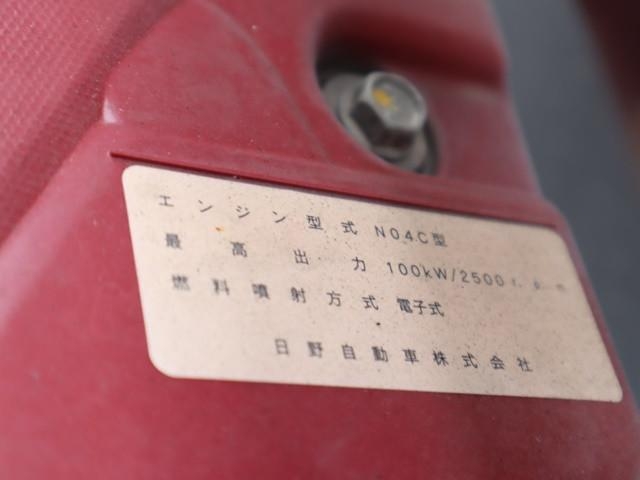 エンジン型式 N04C型
最高出力 100kW/2500 r.p.m
燃料噴射方式 電子式
日野自動車株式会社